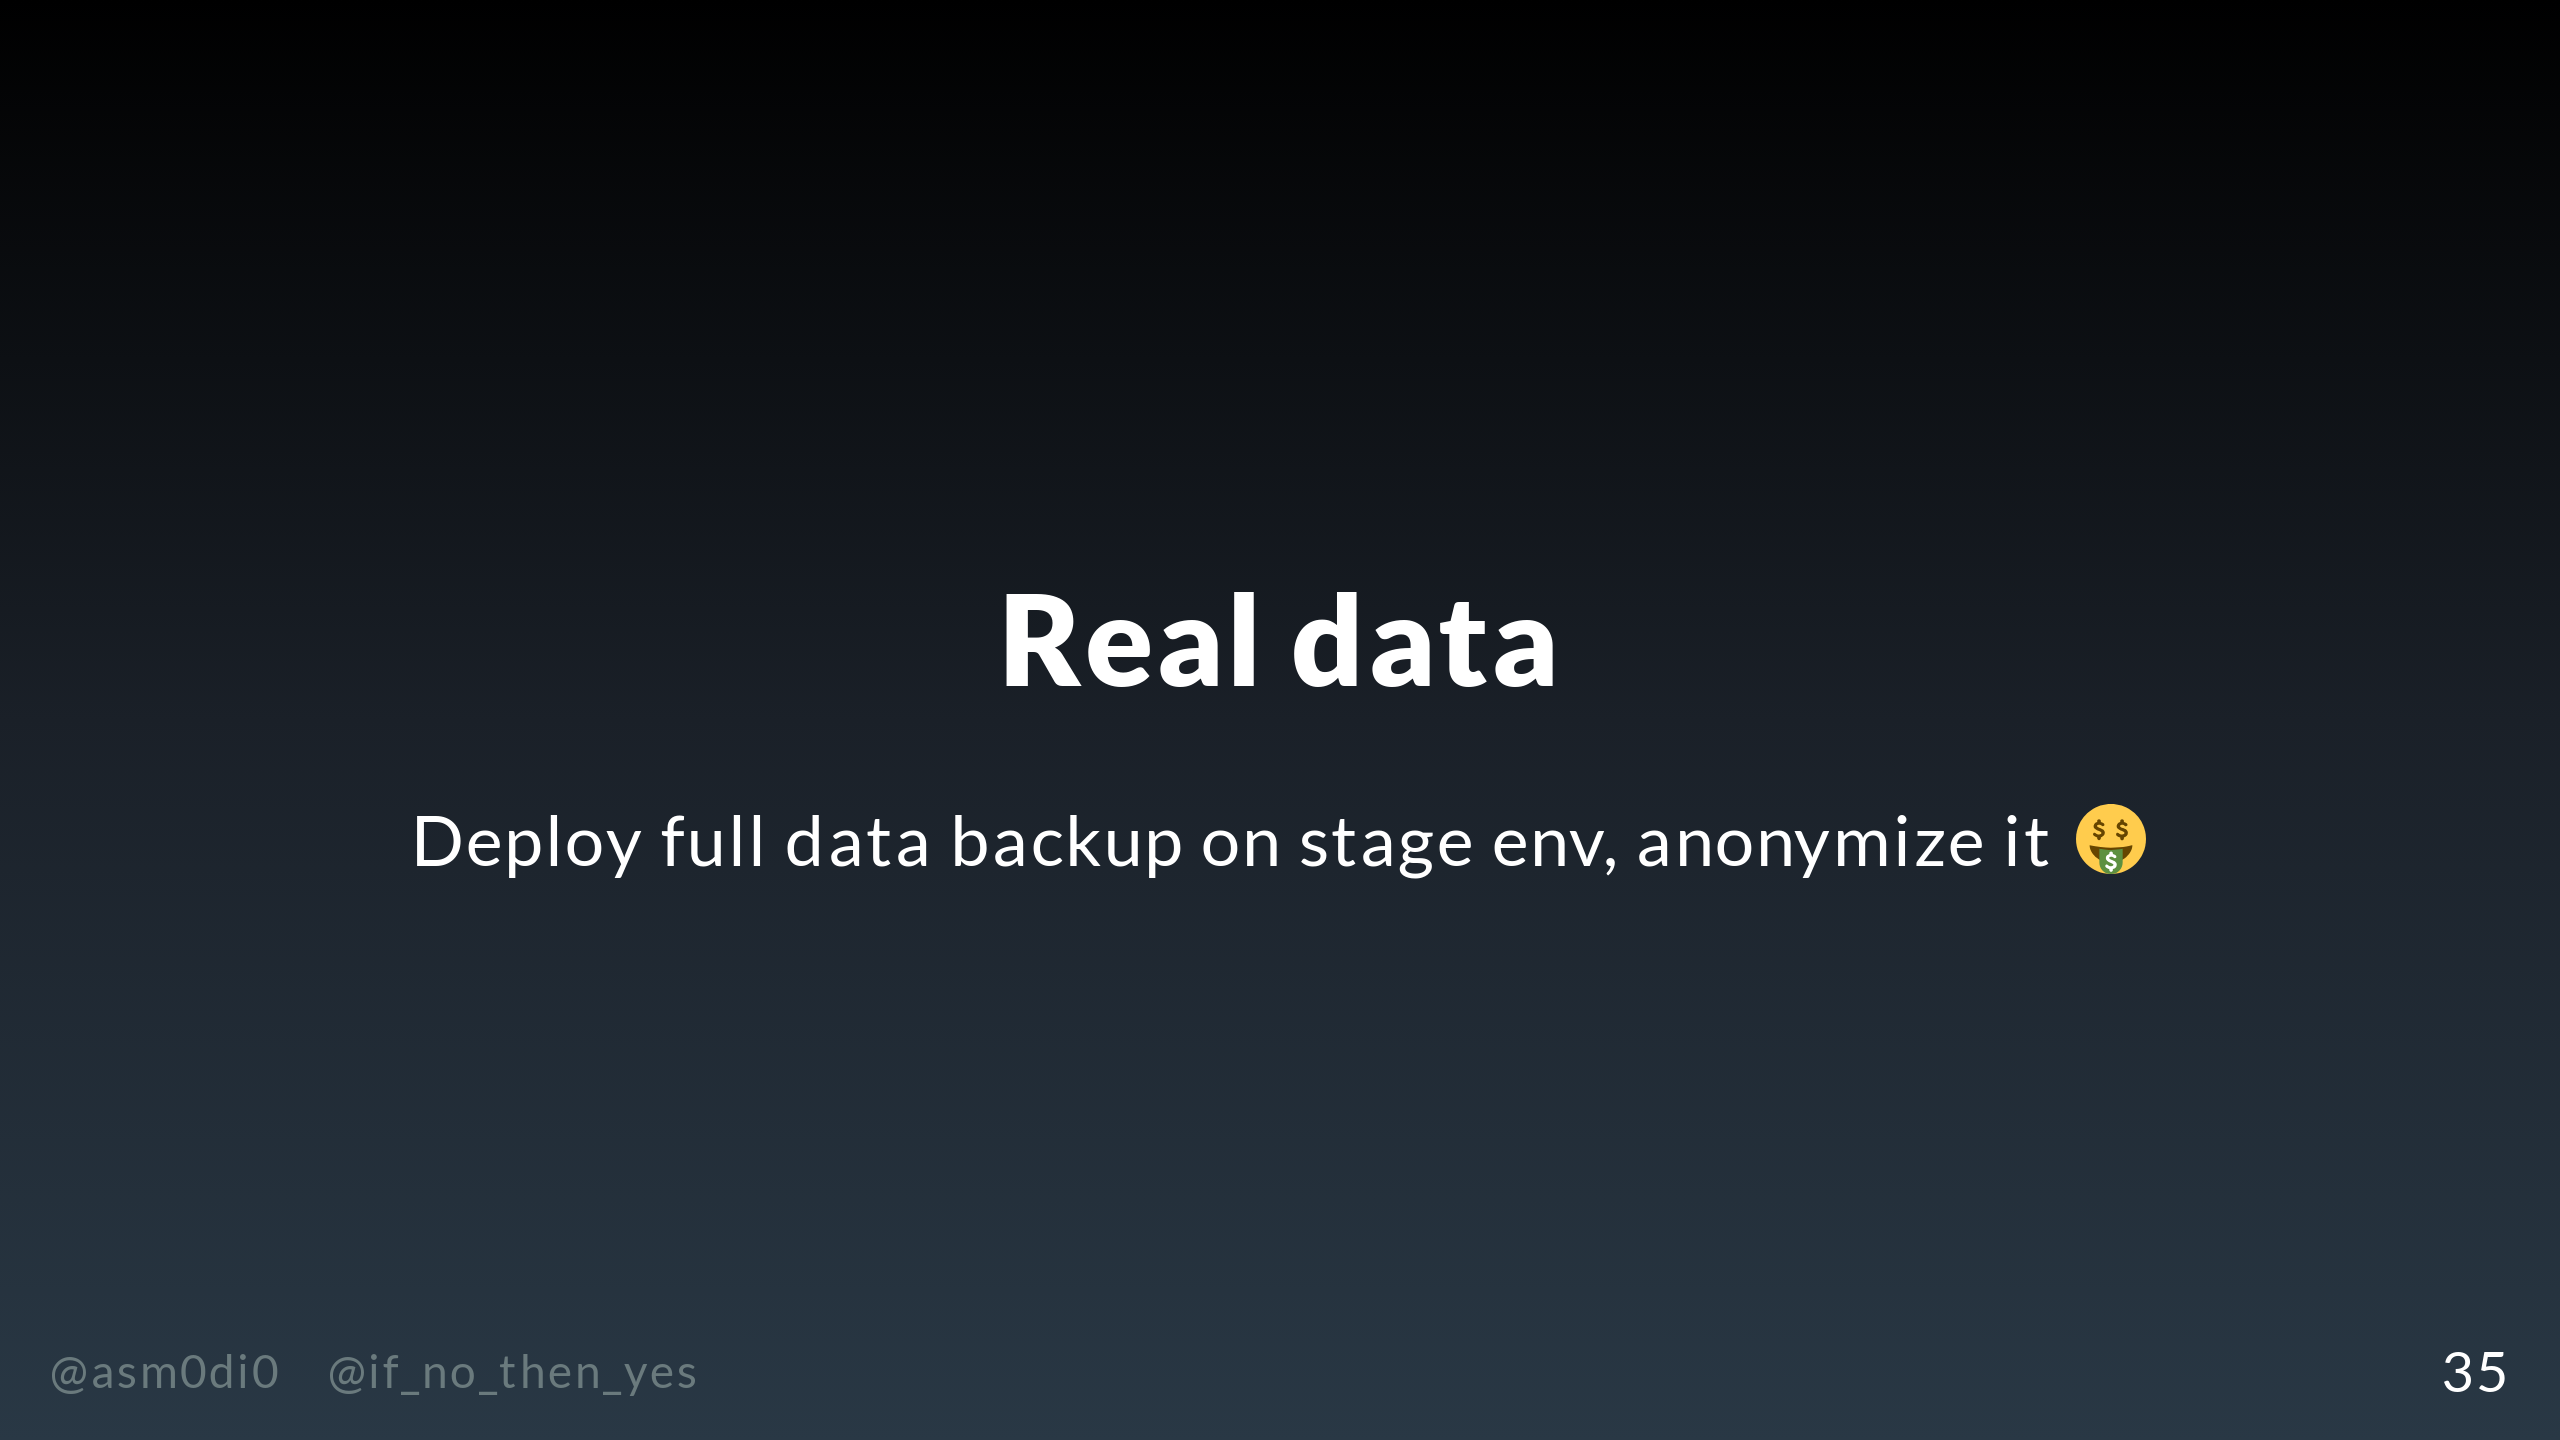 Real data
Deploy full data backup on stage env, anonymize it 🤑
@asm0di0 @if_no_then_yes
35